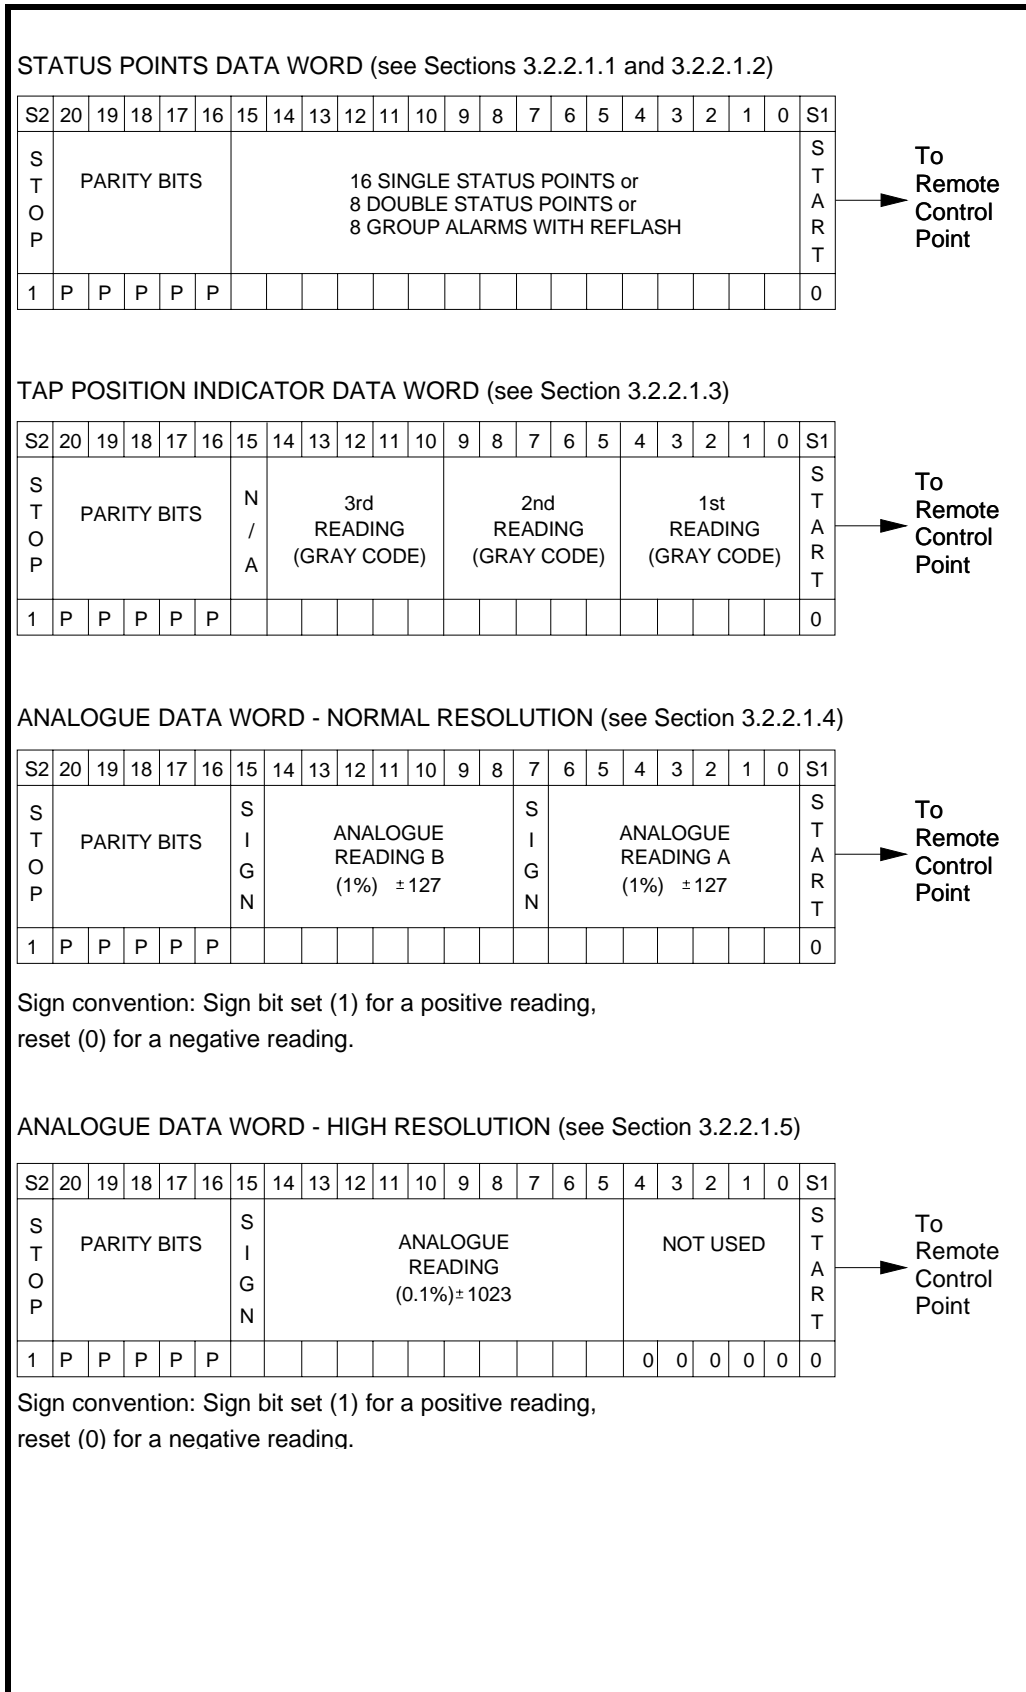 STATUS POINTS DATA WORD (see Sections 3.2.2.1.1 and 3.2.2.1.2)
S2 20 19 18 17 16 15 14 13 12 11 10 9 8 7 6 5 4 3 2 1 0 S1
STOP
PARITY BITS
16 SINGLE STATUS POINTS or
8 DOUBLE STATUS POINTS or
8 GROUP ALARMS WITH REFLASH
START
To
Remote
Control
Point
1 P P P P P 0
TAP POSITION INDICATOR DATA WORD (see Section 3.2.2.1.3)
S2 20 19 18 17 16 15 14 13 12 11 10 9 8 7 6 5 4 3 2 1 0 S1
STOP
PARITY BITS
N/A
3rd
READING
(GRAY CODE)
2nd
READING
(GRAY CODE)
1st
READING
(GRAY CODE)
START
To
Remote
Control
Point
1 P P P P P 0
ANALOGUE DATA WORD - NORMAL RESOLUTION (see Section 3.2.2.1.4)
S2 20 19 18 17 16 15 14 13 12 11 10 9 8 7 6 5 4 3 2 1 0 S1
STOP
PARITY BITS
SIGN
ANALOGUE
READING B
(1%) ±127
SIGN
ANALOGUE
READING A
(1%) ±127
START
To
Remote
Control
Point
1 P P P P P 0
Sign convention: Sign bit set (1) for a positive reading,
reset (0) for a negative reading.
ANALOGUE DATA WORD - HIGH RESOLUTION (see Section 3.2.2.1.5)
S2 20 19 18 17 16 15 14 13 12 11 10 9 8 7 6 5 4 3 2 1 0 S1
STOP
PARITY BITS
SIGN
ANALOGUE
READING
(0.1%)±1023
NOT USED
START
To
Remote
Control
Point
1 P P P P P 0 0 0 0 0 0
Sign convention: Sign bit set (1) for a positive reading,
reset (0) for a negative reading.